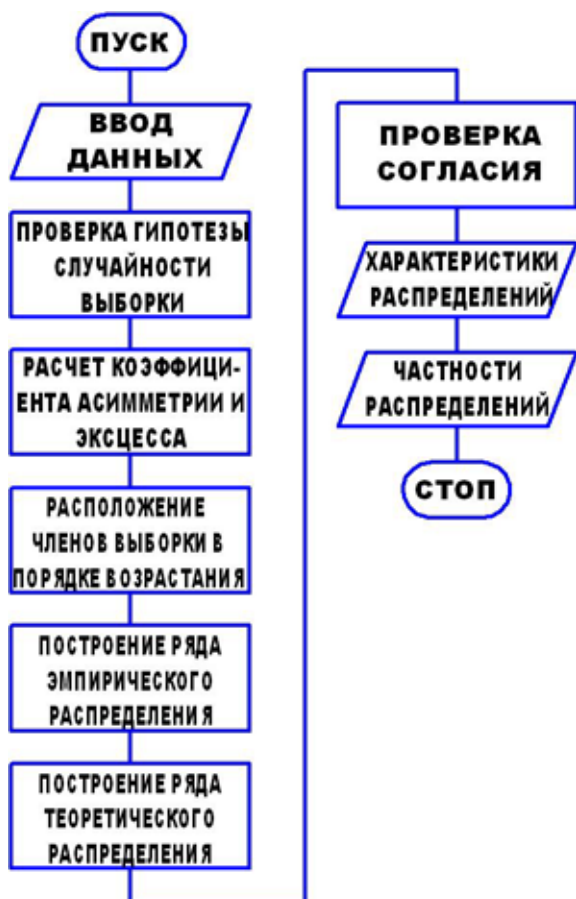 ПУСК
ВВОД
ДАННЫХ
ПРОВЕРКА ГИПОТЕЗЫ
СЛУЧАЙНОСТИ
ВЫБОРКИ
РАСЧЕТ КОЭФФИЦИ-
ЕНТА АСИММЕТРИИ И
ЭКСЦЕССА
РАСПОЛОЖЕНИЕ
ЧЛЕНОВ ВЫБОРКИ В
ПОРЯДКЕ ВОЗРАСТАНИЯ
ПОСТРОЕНИЕ РЯДА
ЭМПИРИЧЕСКОГО
РАСПРЕДЕЛЕНИЯ
ПОСТРОЕНИЕ РЯДА
ТЕОРЕТИЧЕСКОГО
РАСПРЕДЕЛЕНИЯ
ПРОВЕРКА
СОГЛАСИЯ
ХАРАКТЕРИСТИКИ
РАСПРЕДЕЛЕНИЙ
ЧАСТНОСТИ
РАСПРЕДЕЛЕНИЙ
СТОП